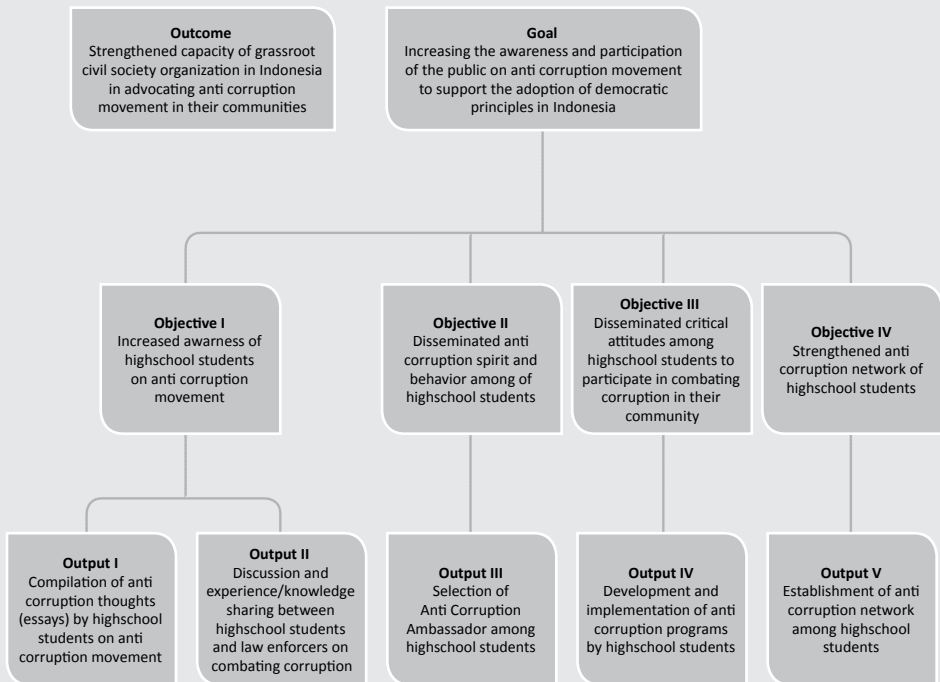 Outcome
Strengthened capacity of grassroot
civil society organization in Indonesia
in advocating anti corruption
movement in their communities
Goal
Increasing the awareness and participation
of the public on anti corruption movement
to support the adoption of democratic
principles in Indonesia
Objective I
Increased awarness of
highschool students
on anti corruption
movement
Objective II
Disseminated anti
corruption spirit and
behavior among of
highschool students
Objective III
Disseminated critical
attitudes among
highschool students to
participate in combating
corruption in their
community
Objective IV
Strengthened anti
corruption network of
highschool students
Output I
Compilation of anti
corruption thoughts
(essays) by highschool
students on anti
corruption movement
Output II
Discussion and
experience/knowledge
sharing between
highschool students
and law enforcers on
combating corruption
Output III
Selection of
Anti Corruption
Ambassador among
highschool students
Output IV
Development and
implementation of anti
corruption programs
by highschool students
Output V
Establishment of anti
corruption network
among highschool
students